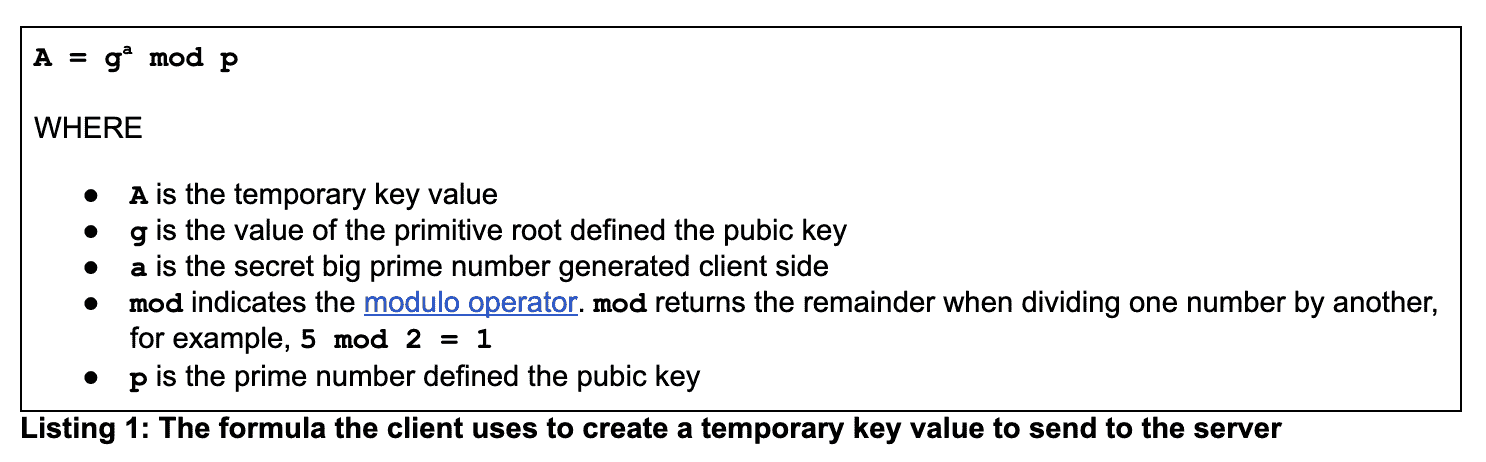 A = gᵃ mod p
WHERE
● A is the temporary key value
● g is the value of the primitive root defined the pubic key
● a is the secret big prime number generated client side
● mod indicates the modulo operator. mod returns the remainder when dividing one number by another,
for example, 5 mod 2 = 1
● p is the prime number defined the pubic key
Listing 1: The formula the client uses to create a temporary key value to send to the server